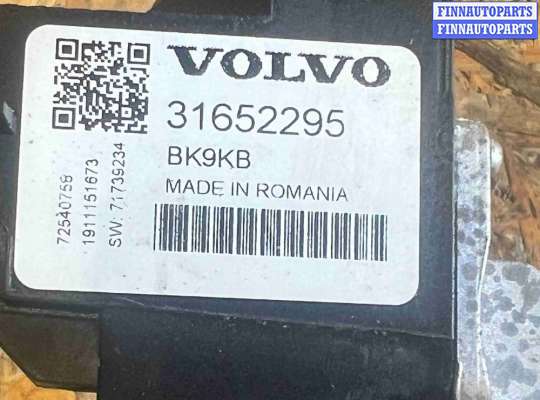 FINNAUTOPARTS
FINNAUTOPARTS
VOLVO
31652295
BK9KB
MADE IN ROMANIA
72540758
1911151673
SW: 71739234